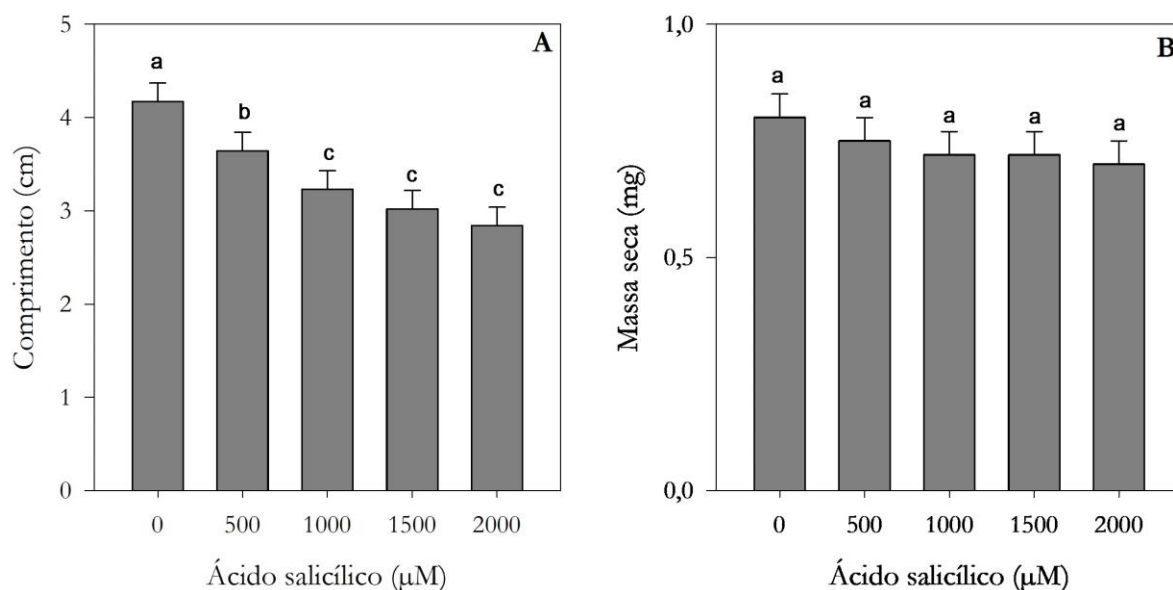 A
Comprimento (cm)
5
4
3
2
1
0
a
b
c
c
c
0 500 1000 1500 2000
Ácido salicílico (μM)
B
Massa seca (mg)
1,0
0,5
0,0
a
a
a
a
a
0 500 1000 1500 2000
Ácido salicílico (μM)